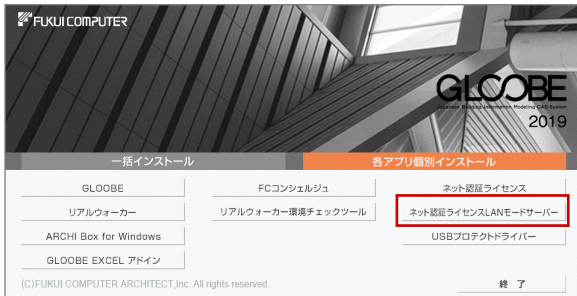 FUKUI COMPUTER
GLOOBE
Japanese Building Information Modeling CAD System
2019
一括インストール
各アプリ個別インストール
GLOOBE
FCコンシェルジュ
ネット認証ライセンス
リアルウォーカー
リアルウォーカー環境チェックツール
ネット認証ライセンスLANモードサーバー
ARCHI Box for Windows
USBプロテクトドライバー
GLOOBE EXCEL アドイン
(C)FUKUI COMPUTER ARCHITECT,Inc. All rights reserved.
終 了